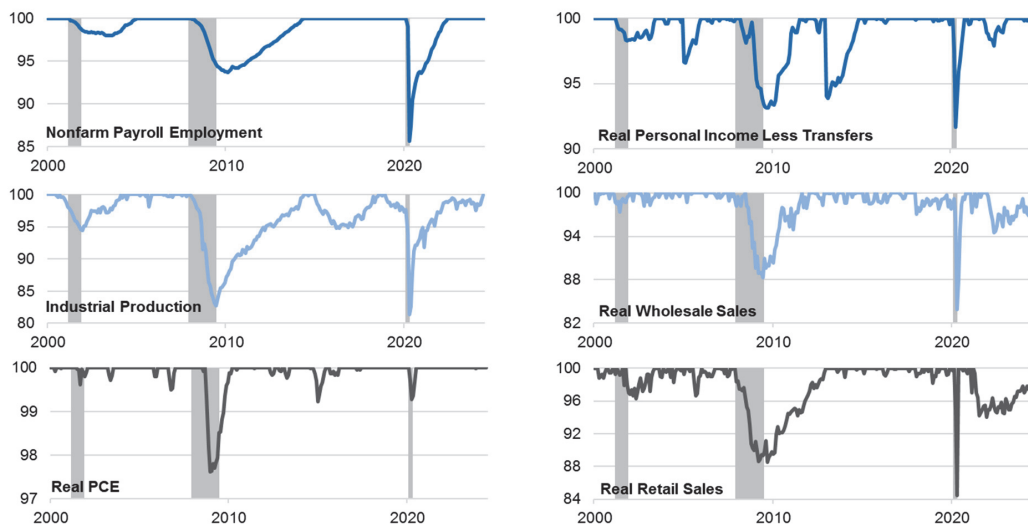 100
95
90
85
Nonfarm Payroll Employment
2000 2010 2020
100
95
90
Real Personal Income Less Transfers
2000 2010 2020
100
95
90
85
80
Industrial Production
2000 2010 2020
100
94
88
82
Real Wholesale Sales
2000 2010 2020
100
99
98
97
Real PCE
2000 2010 2020
100
96
92
88
84
Real Retail Sales
2000 2010 2020